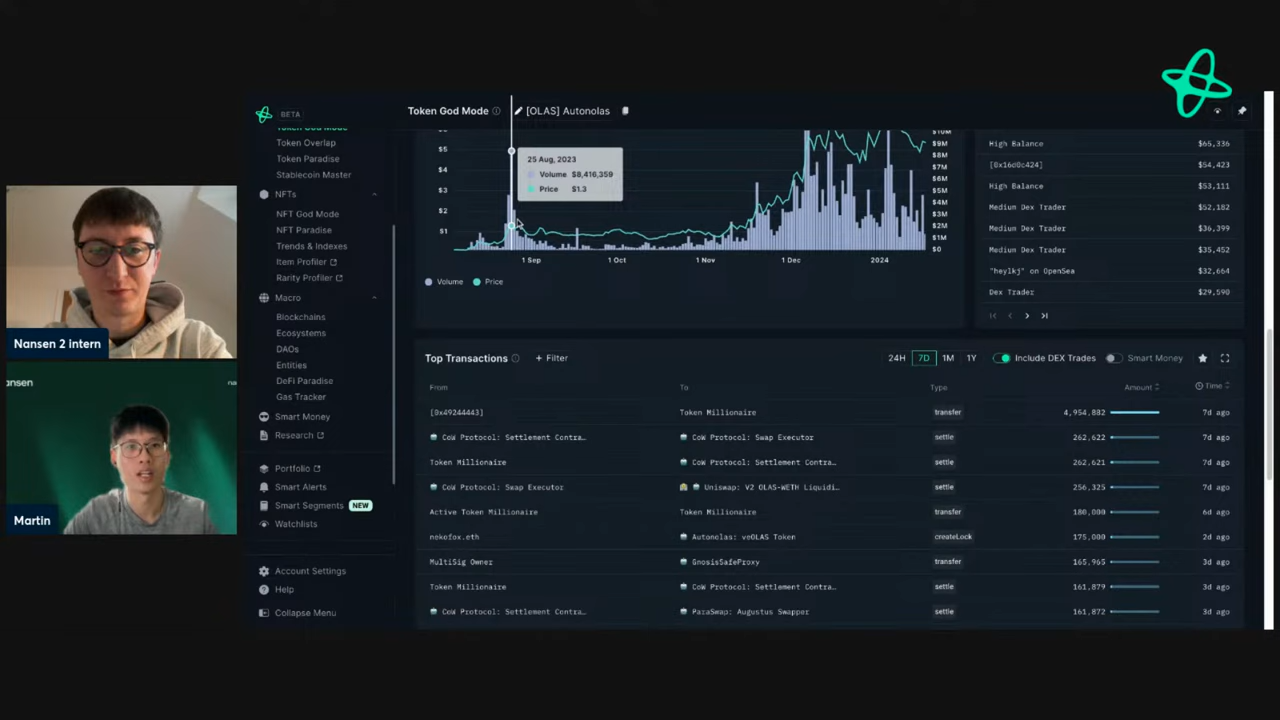 BETA
Token God Mode
[OLAS] Autonolas
Token God Mode
Token Overlap
Token Paradise
Stablecoin Master
NFTs
NFT God Mode
NFT Paradise
Trends & Indexes
Item Profiler
Rarity Profiler
Macro
Blockchains
Ecosystems
DAOs
Entities
DeFi Paradise
Gas Tracker
Smart Money
Research
Portfolio
Smart Alerts
Smart Segments NEW
Watchlists
Account Settings
Help
Collapse Menu
Nansen 2 intern
nansen
na
Martin
$5
$4
$3
$2
$1
25 Aug, 2023
Volume $8,416,359
Price $1.3
$10M
$9M
$8M
$7M
$6M
$5M
$4M
$3M
$2M
$1M
$0
1 Sep
1 Oct
1 Nov
1 Dec
2024
Volume
Price
High Balance $65,336
[0x16d0c424] $54,423
High Balance $53,111
Medium Dex Trader $52,182
Medium Dex Trader $36,399
Medium Dex Trader $35,452
"heylkj" on OpenSea $32,664
Dex Trader $29,590
Top Transactions
+ Filter
24H 7D 1M 1Y
Include DEX Trades
Smart Money
From To Type Amount Time
[0x49244443] Token Millionaire transfer 4,954,882 7d ago
CoW Protocol: Settlement Contra… CoW Protocol: Swap Executor settle 262,622 7d ago
Token Millionaire CoW Protocol: Settlement Contra… settle 262,621 7d ago
CoW Protocol: Swap Executor Uniswap: V2 OLAS-WETH Liquidi… settle 256,325 7d ago
Active Token Millionaire Token Millionaire transfer 180,000 6d ago
nekofox.eth Autonolas: veOLAS Token createLock 175,000 2d ago
MultiSig Owner GnosisSafeProxy transfer 165,965 3d ago
Token Millionaire CoW Protocol: Settlement Contra… settle 161,879 3d ago
CoW Protocol: Settlement Contra… ParaSwap: Augustus Swapper settle 161,872 3d ago